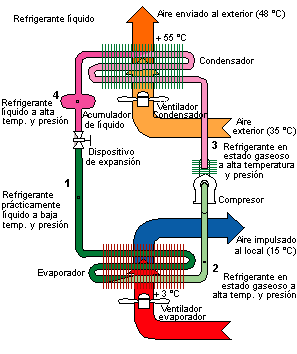 Refrigerante líquido
Aire enviado al exterior (48 °C)
+ 55 °C
Condensador
4
Refrigerante
líquido a alta
temp. y presión
Acumulador
de líquido
Ventilador
Condensador
Aire
exterior (35 °C)
Dispositivo
de expansión
3
Refrigerante en
estado gaseoso
a alta temperatura
y presión
1
Refrigerante
prácticamente
líquido a baja
temp. y presión
Compresor
Aire impulsado
al local (15 °C)
Evaporador
2
+ 3 °C
Refrigerante en
estado gaseoso a
alta temp. y presión
Ventilador
evaporador